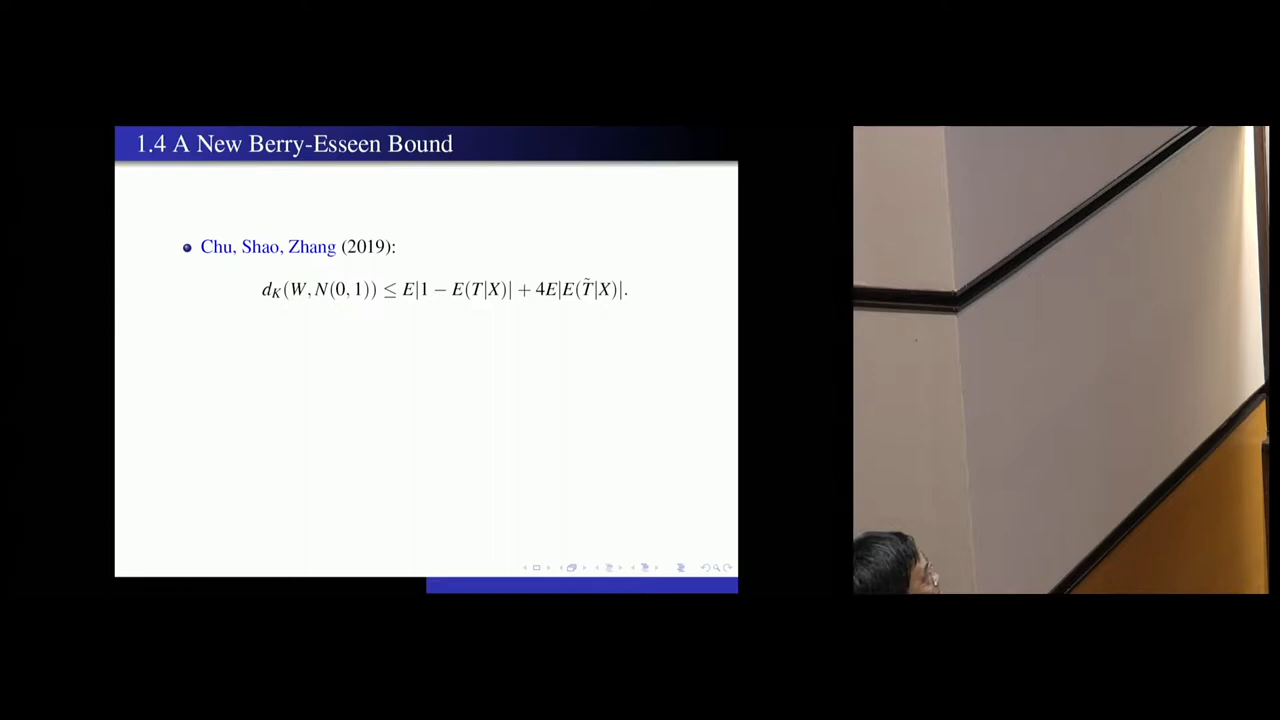 1.4 A New Berry-Esseen Bound
Chu, Shao, Zhang (2019):
d_K(W, N(0, 1)) ≤ E|1 − E(T|X)| + 4E|E(T̃|X)|.